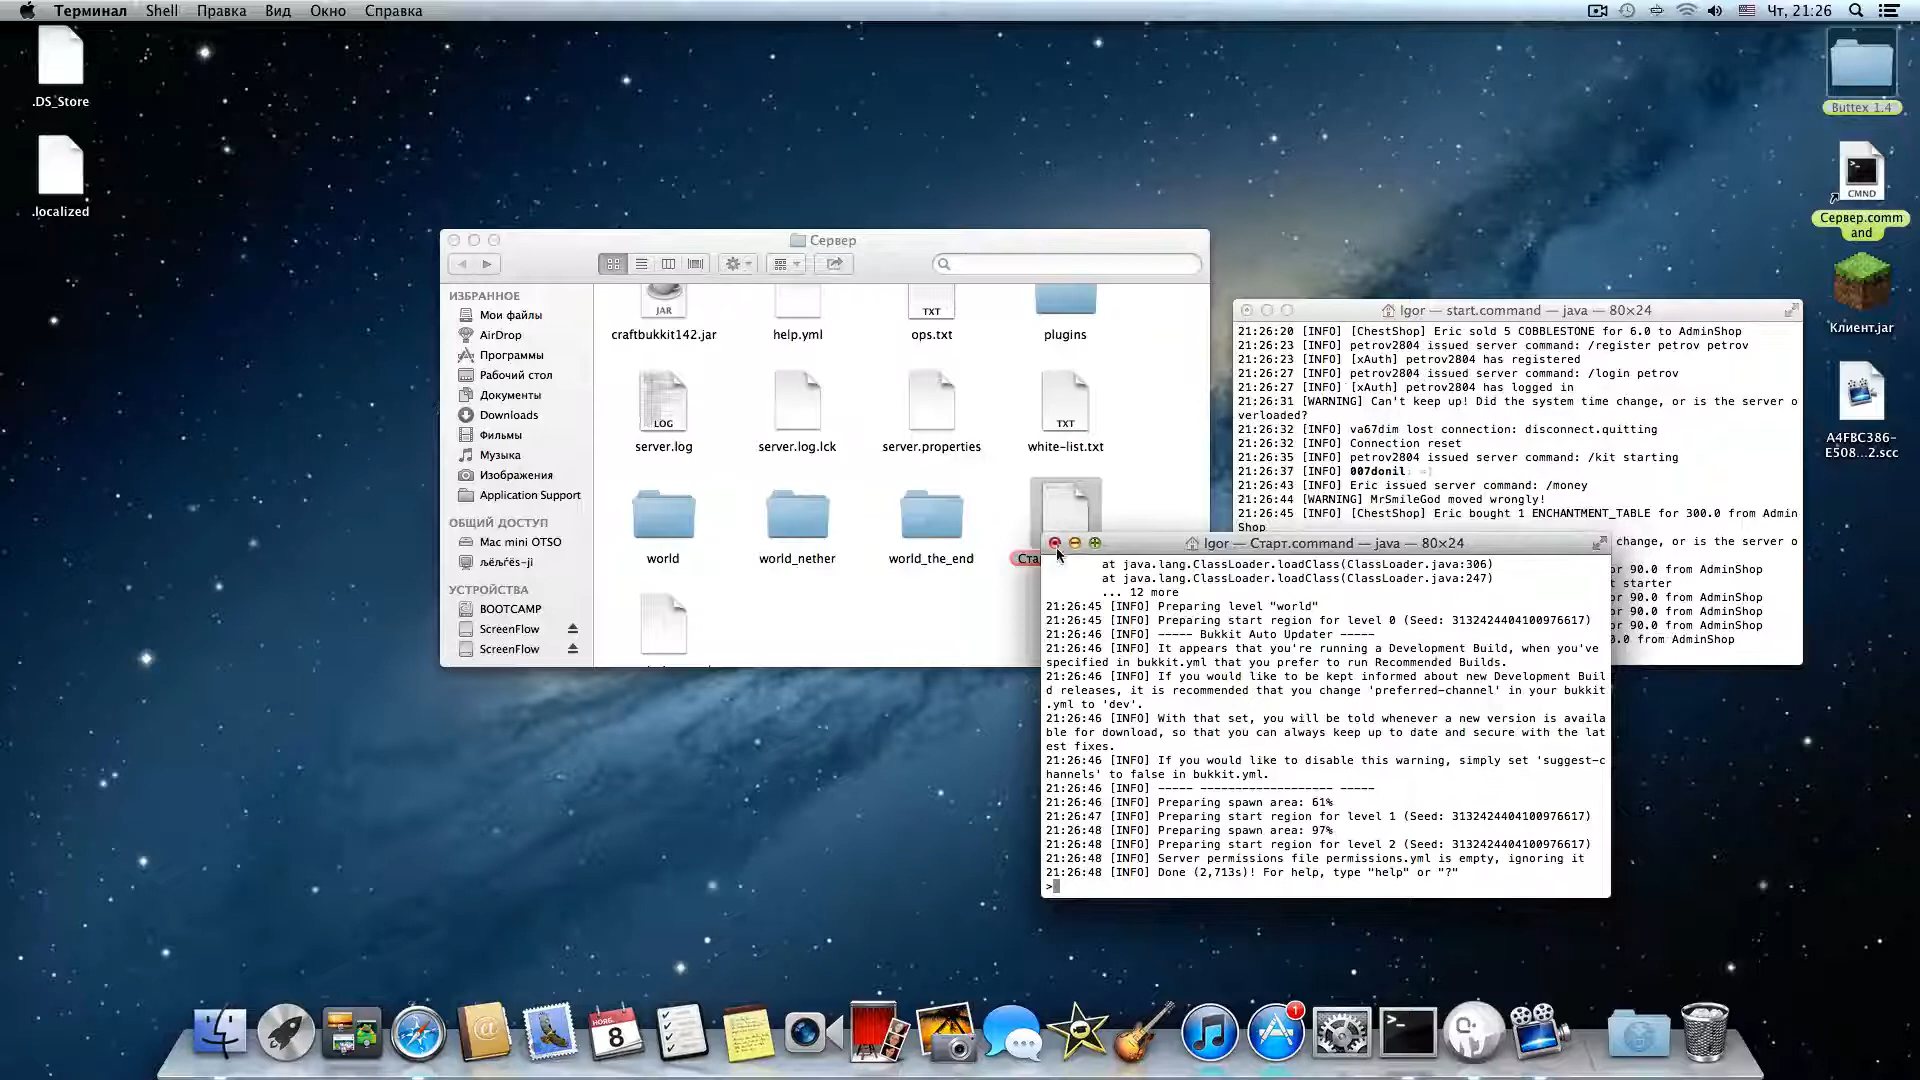 Терминал Shell Правка Вид Окно Справка
Чт, 21:26
.DS_Store
.localized
Buttex 1.4
CMND
Сервер.comm
and
Клиент.jar
A4FBC386-
E508...2.scc
Сервер
ИЗБРАННОЕ
Мои файлы
AirDrop
Программы
Рабочий стол
Документы
Downloads
Фильмы
Музыка
Изображения
Application Support
ОБЩИЙ ДОСТУП
Mac mini OTSO
љёљѓës-ji
УСТРОЙСТВА
BOOTCAMP
ScreenFlow
ScreenFlow
JAR
TXT
craftbukkit142.jar
help.yml
ops.txt
plugins
LOG
TXT
server.log
server.log.lck
server.properties
white-list.txt
world
world_nether
world_the_end
Igor — start.command — java — 80×24
21:26:20 [INFO] [ChestShop] Eric sold 5 COBBLESTONE for 6.0 to AdminShop
21:26:23 [INFO] petrov2804 issued server command: /register petrov petrov
21:26:23 [INFO] [xAuth] petrov2804 has registered
21:26:27 [INFO] petrov2804 issued server command: /login petrov
21:26:27 [INFO] [xAuth] petrov2804 has logged in
21:26:31 [WARNING] Can't keep up! Did the system time change, or is the server o
verloaded?
21:26:32 [INFO] va67dim lost connection: disconnect.quitting
21:26:32 [INFO] Connection reset
21:26:35 [INFO] petrov2804 issued server command: /kit starting
21:26:37 [INFO] 007donil
21:26:43 [INFO] Eric issued server command: /money
21:26:44 [WARNING] MrSmileGod moved wrongly!
21:26:45 [INFO] [ChestShop] Eric bought 1 ENCHANTMENT_TABLE for 300.0 from Admin
Shop
change, or is the server o
or 90.0 from AdminShop
t starter
or 90.0 from AdminShop
or 90.0 from AdminShop
or 90.0 from AdminShop
0.0 from AdminShop
Igor — Старт.command — java — 80×24
at java.lang.ClassLoader.loadClass(ClassLoader.java:306)
at java.lang.ClassLoader.loadClass(ClassLoader.java:247)
... 12 more
21:26:45 [INFO] Preparing level "world"
21:26:45 [INFO] Preparing start region for level 0 (Seed: 3132424404100976617)
21:26:46 [INFO] ----- Bukkit Auto Updater -----
21:26:46 [INFO] It appears that you're running a Development Build, when you've
specified in bukkit.yml that you prefer to run Recommended Builds.
21:26:46 [INFO] If you would like to be kept informed about new Development Buil
d releases, it is recommended that you change 'preferred-channel' in your bukkit
.yml to 'dev'.
21:26:46 [INFO] With that set, you will be told whenever a new version is availa
ble for download, so that you can always keep up to date and secure with the lat
est fixes.
21:26:46 [INFO] If you would like to disable this warning, simply set 'suggest-c
hannels' to false in bukkit.yml.
21:26:46 [INFO] ----- ------------------- -----
21:26:46 [INFO] Preparing spawn area: 61%
21:26:47 [INFO] Preparing start region for level 1 (Seed: 3132424404100976617)
21:26:48 [INFO] Preparing spawn area: 97%
21:26:48 [INFO] Preparing start region for level 2 (Seed: 3132424404100976617)
21:26:48 [INFO] Server permissions file permissions.yml is empty, ignoring it
21:26:48 [INFO] Done (2,713s)! For help, type "help" or "?"
>
НОЯБ.
8
1